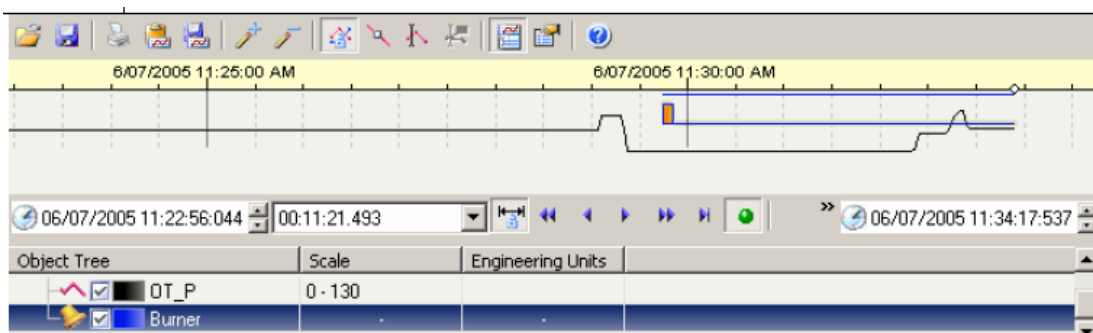 6/07/2005 11:25:00 AM 6/07/2005 11:30:00 AM
06/07/2005 11:22:56:044 00:11:21.493 » 06/07/2005 11:34:17:537
Object Tree Scale Engineering Units
OT_P 0 - 130
Burner - -